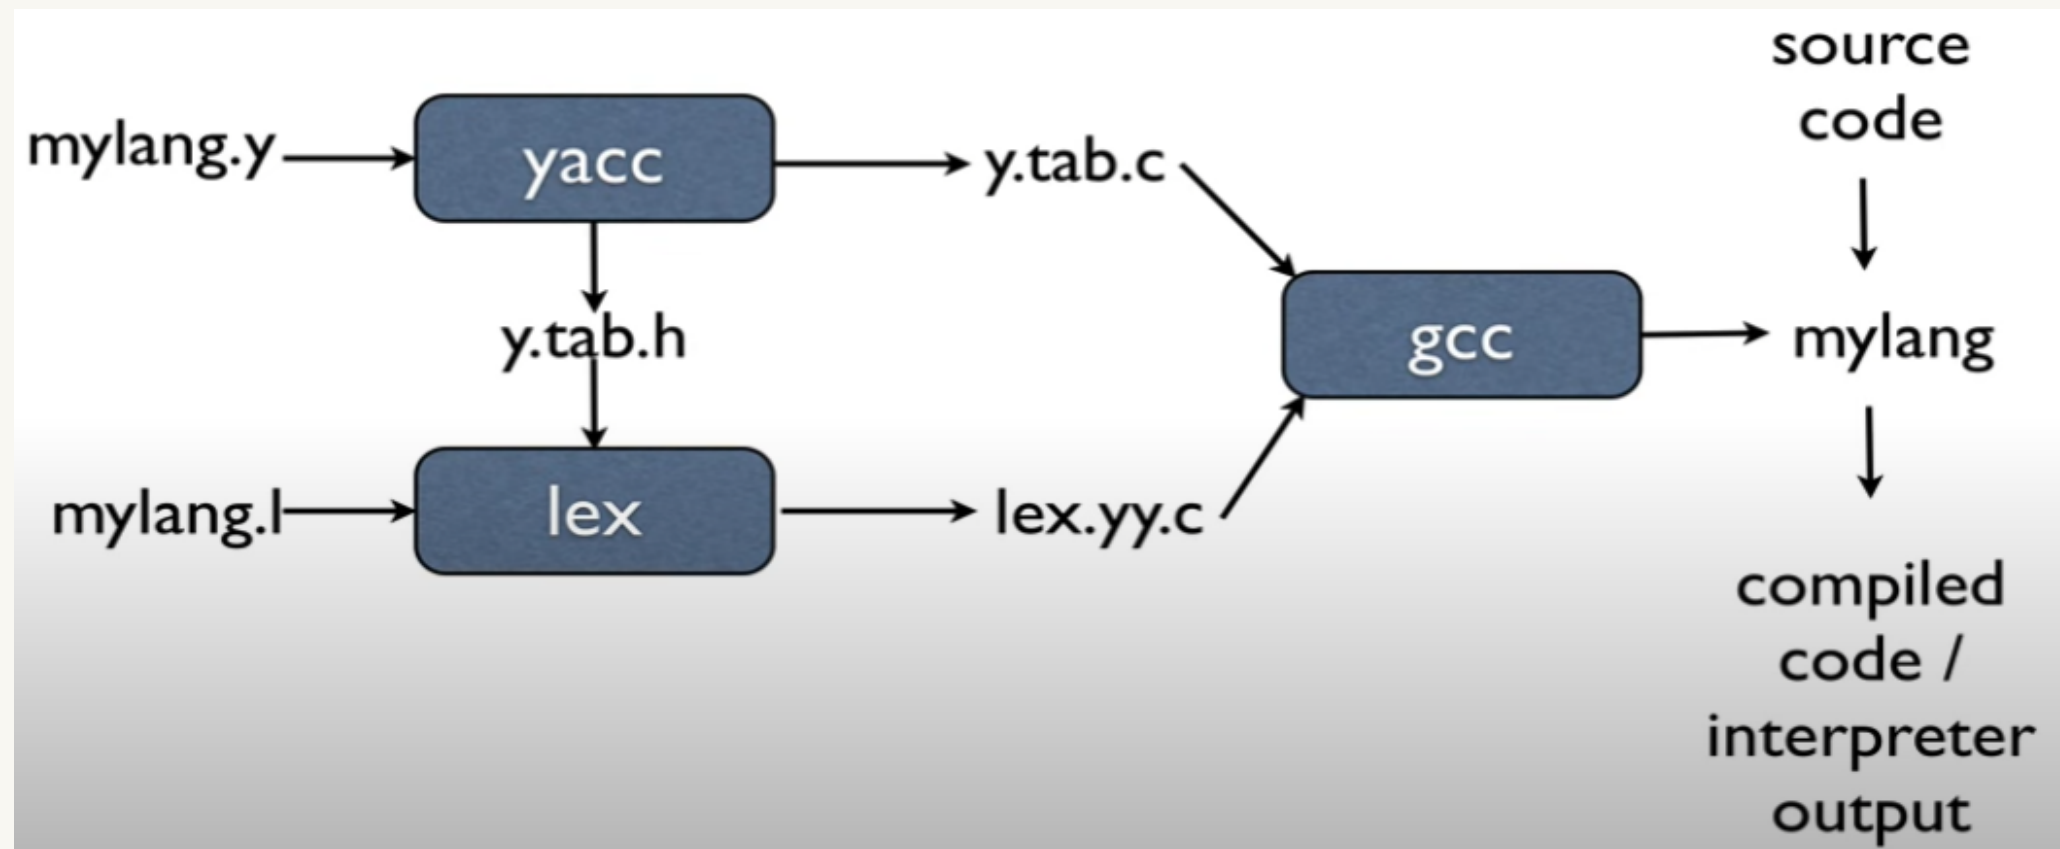 mylang.y
yacc
y.tab.c
source
code
y.tab.h
gcc
mylang
mylang.l
lex
lex.yy.c
compiled
code /
interpreter
output